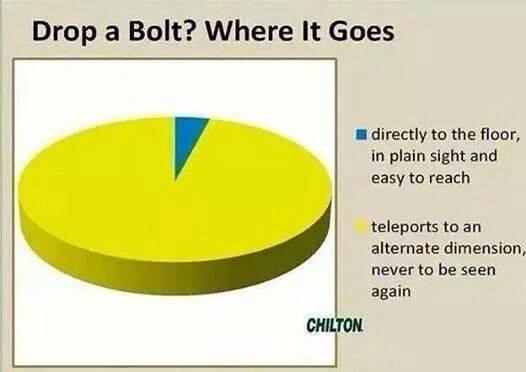 Drop a Bolt? Where It Goes
directly to the floor,
in plain sight and
easy to reach
teleports to an
alternate dimension,
never to be seen
again
CHILTON